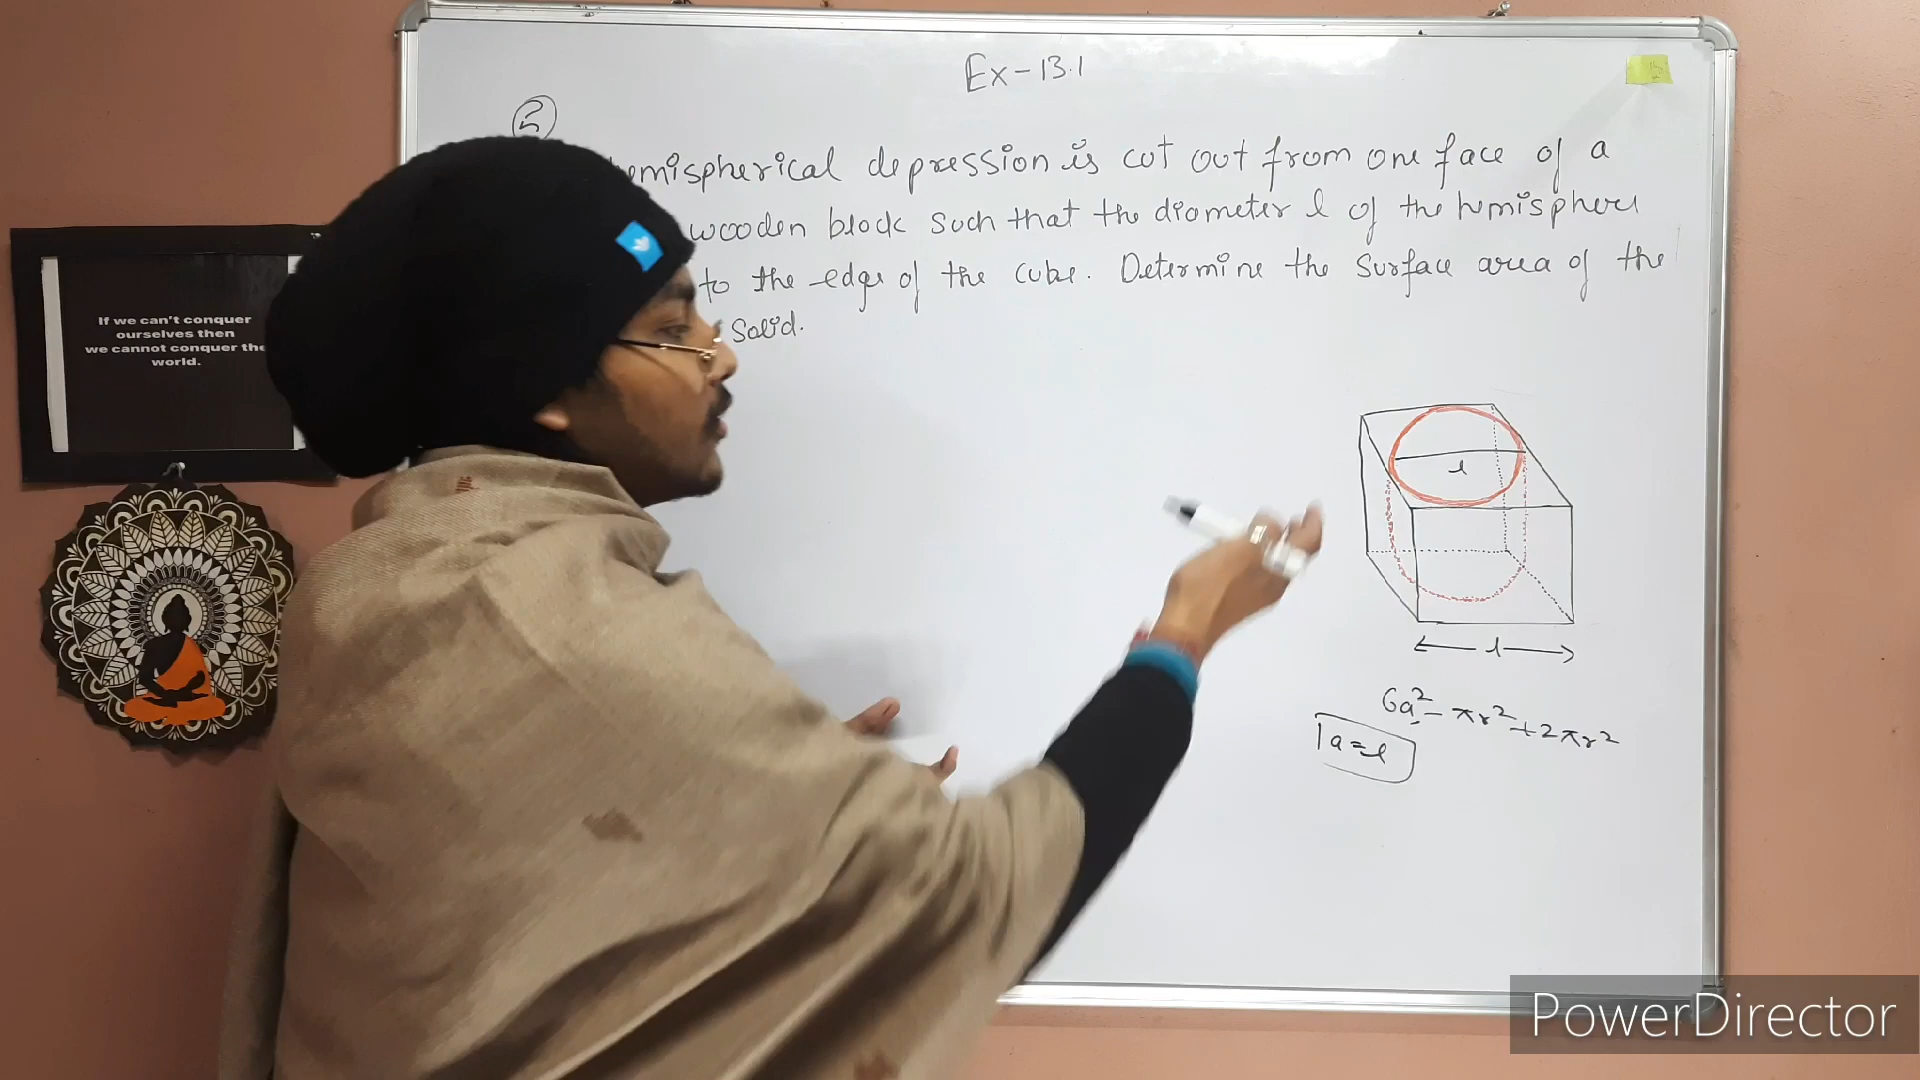 Ex-13.1
5
hemispherical depression is cut out from one face of a
wooden block such that the diameter l of the hemisphere
to the edge of the cube. Determine the surface area of the
solid.
If we can't conquer
ourselves then
we cannot conquer the
world.
l
l
6a² - πr² + 2πr²
a = l
PowerDirector